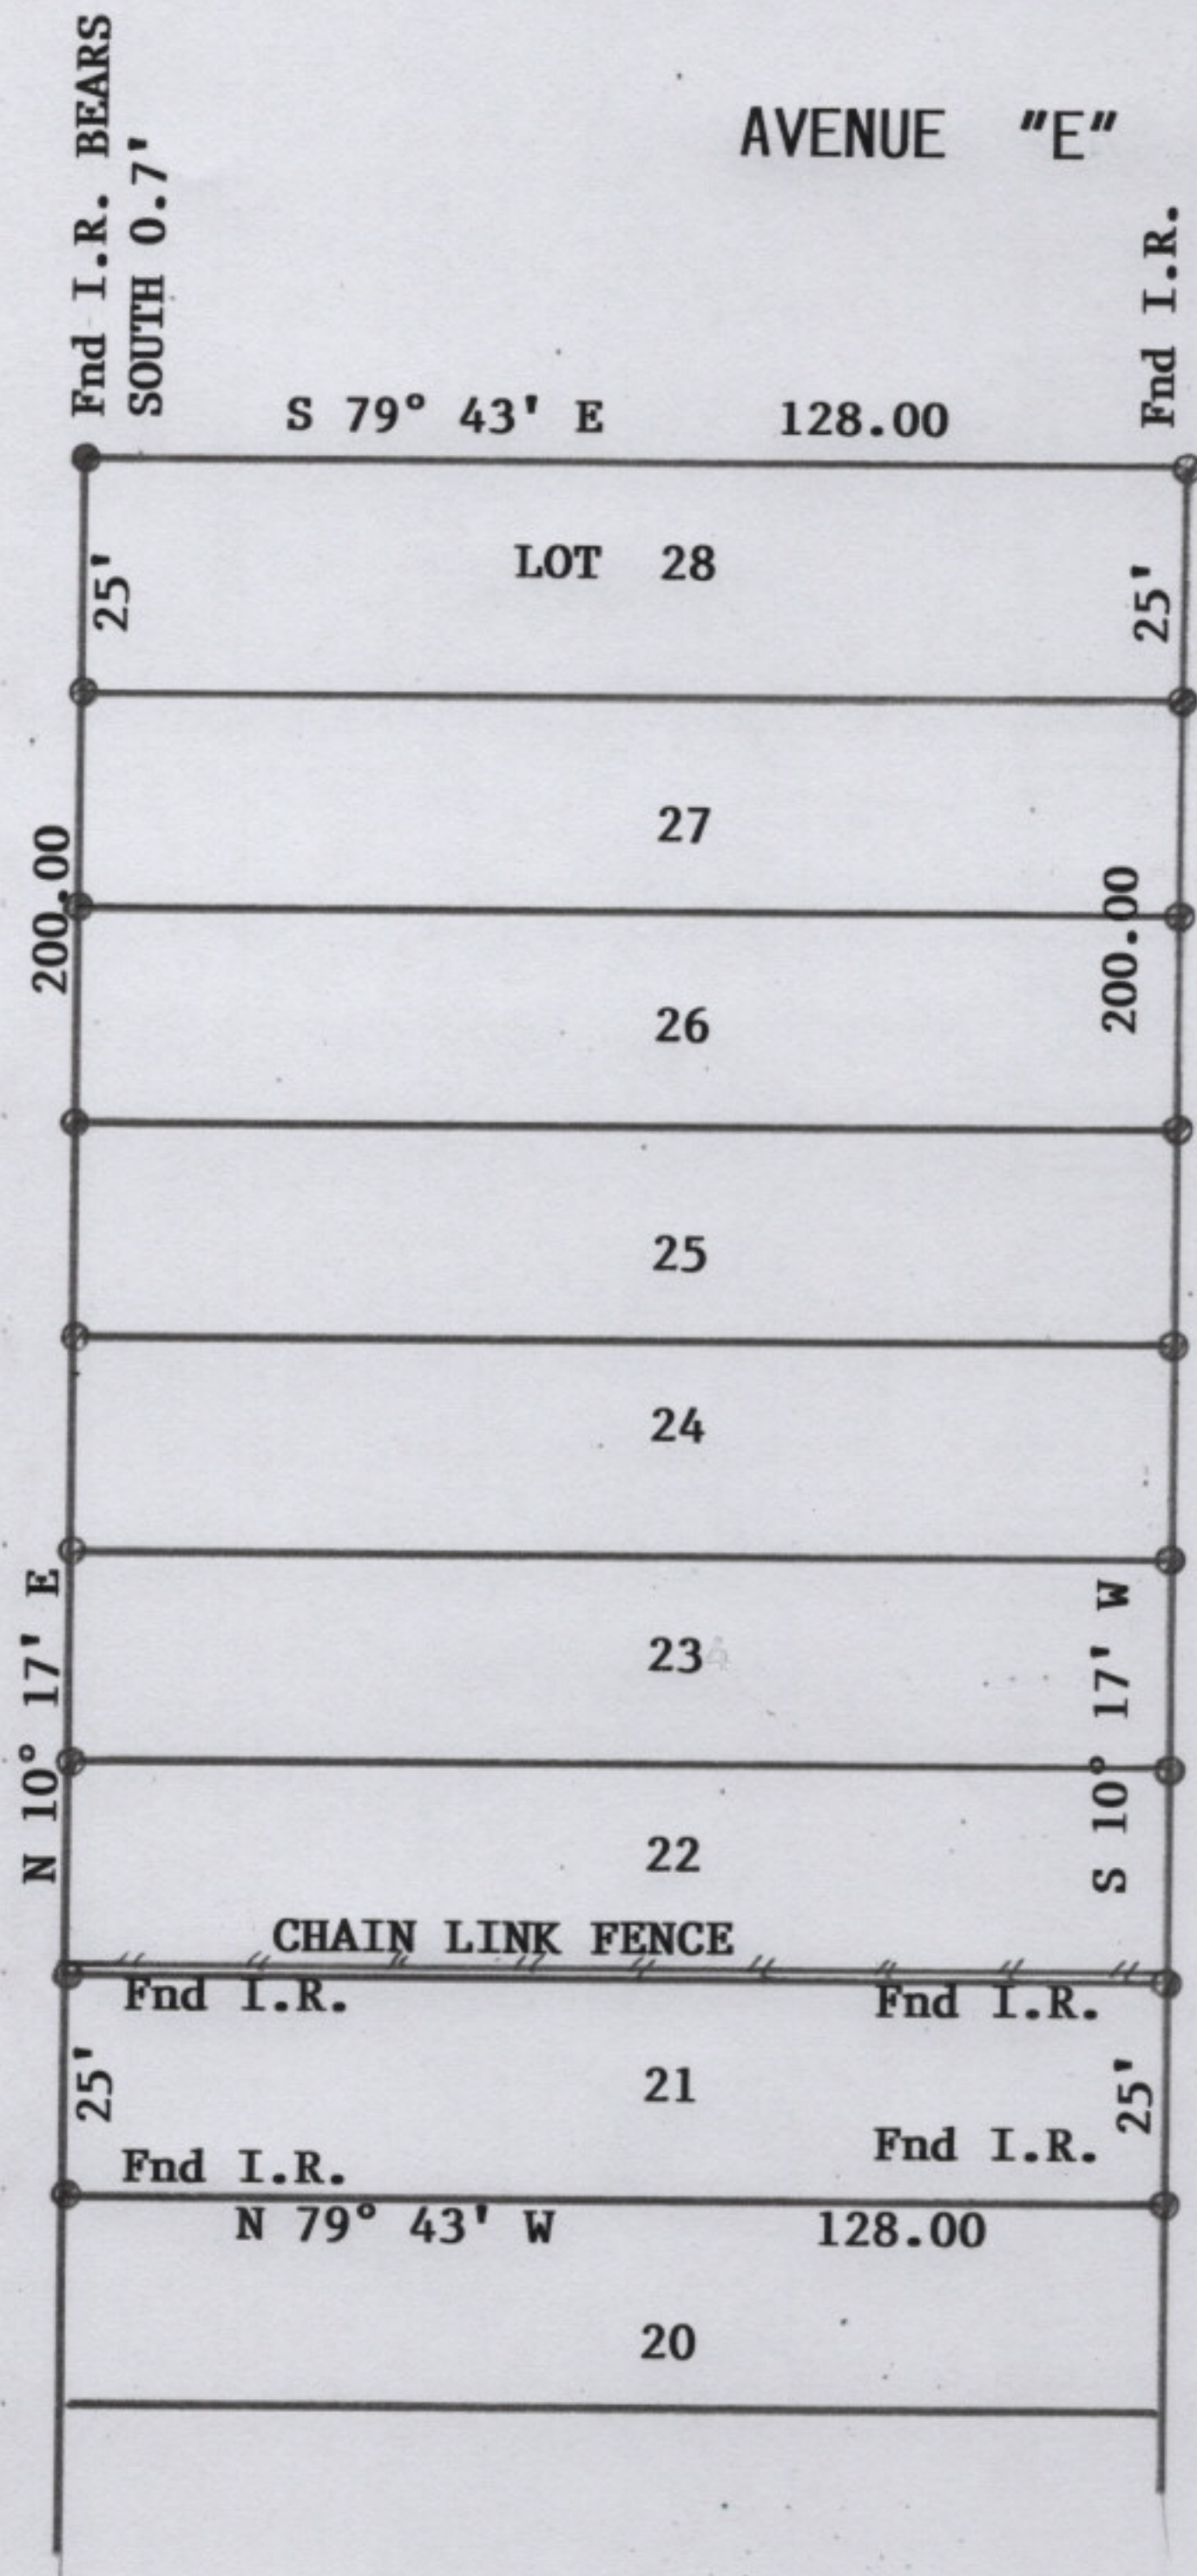 Fnd I.R. BEARS
SOUTH 0.7'
AVENUE "E"
Fnd I.R.
S 79° 43' E 128.00
25'
LOT 28
25'
27
200.00
200.00
26
25
24
N 10° 17' E
S 10° 17' W
23
22
CHAIN LINK FENCE
Fnd I.R.
Fnd I.R.
25'
21
25'
Fnd I.R.
Fnd I.R.
N 79° 43' W 128.00
20